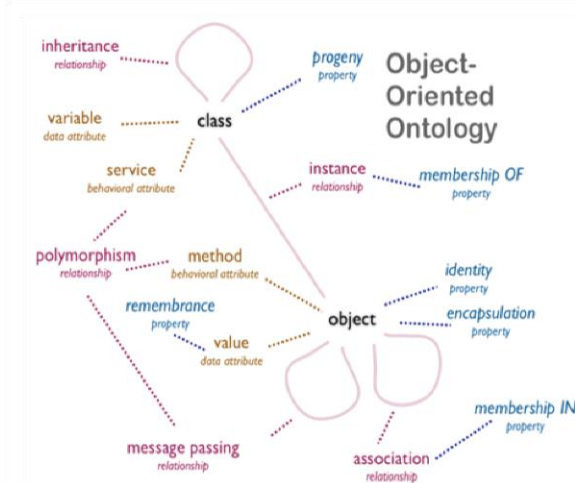 inheritance
relationship
progeny
property
Object-
Oriented
Ontology
variable
data attribute
class
service
behavioral attribute
instance
relationship
membership OF
property
polymorphism
relationship
method
behavioral attribute
identity
property
remembrance
property
object
encapsulation
property
value
data attribute
membership IN
property
message passing
relationship
association
relationship